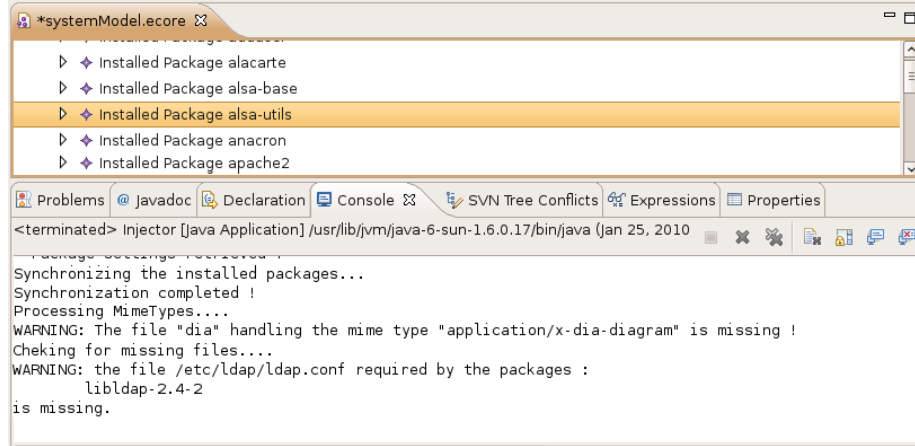 *systemModel.ecore
Installed Package alacarte
Installed Package alsa-base
Installed Package alsa-utils
Installed Package anacron
Installed Package apache2
Problems @ Javadoc Declaration Console SVN Tree Conflicts Expressions Properties
<terminated> Injector [Java Application] /usr/lib/jvm/java-6-sun-1.6.0.17/bin/java (Jan 25, 2010
Synchronizing the installed packages...
Synchronization completed !
Processing MimeTypes....
WARNING: The file "dia" handling the mime type "application/x-dia-diagram" is missing !
Cheking for missing files....
WARNING: the file /etc/ldap/ldap.conf required by the packages :
libldap-2.4-2
is missing.